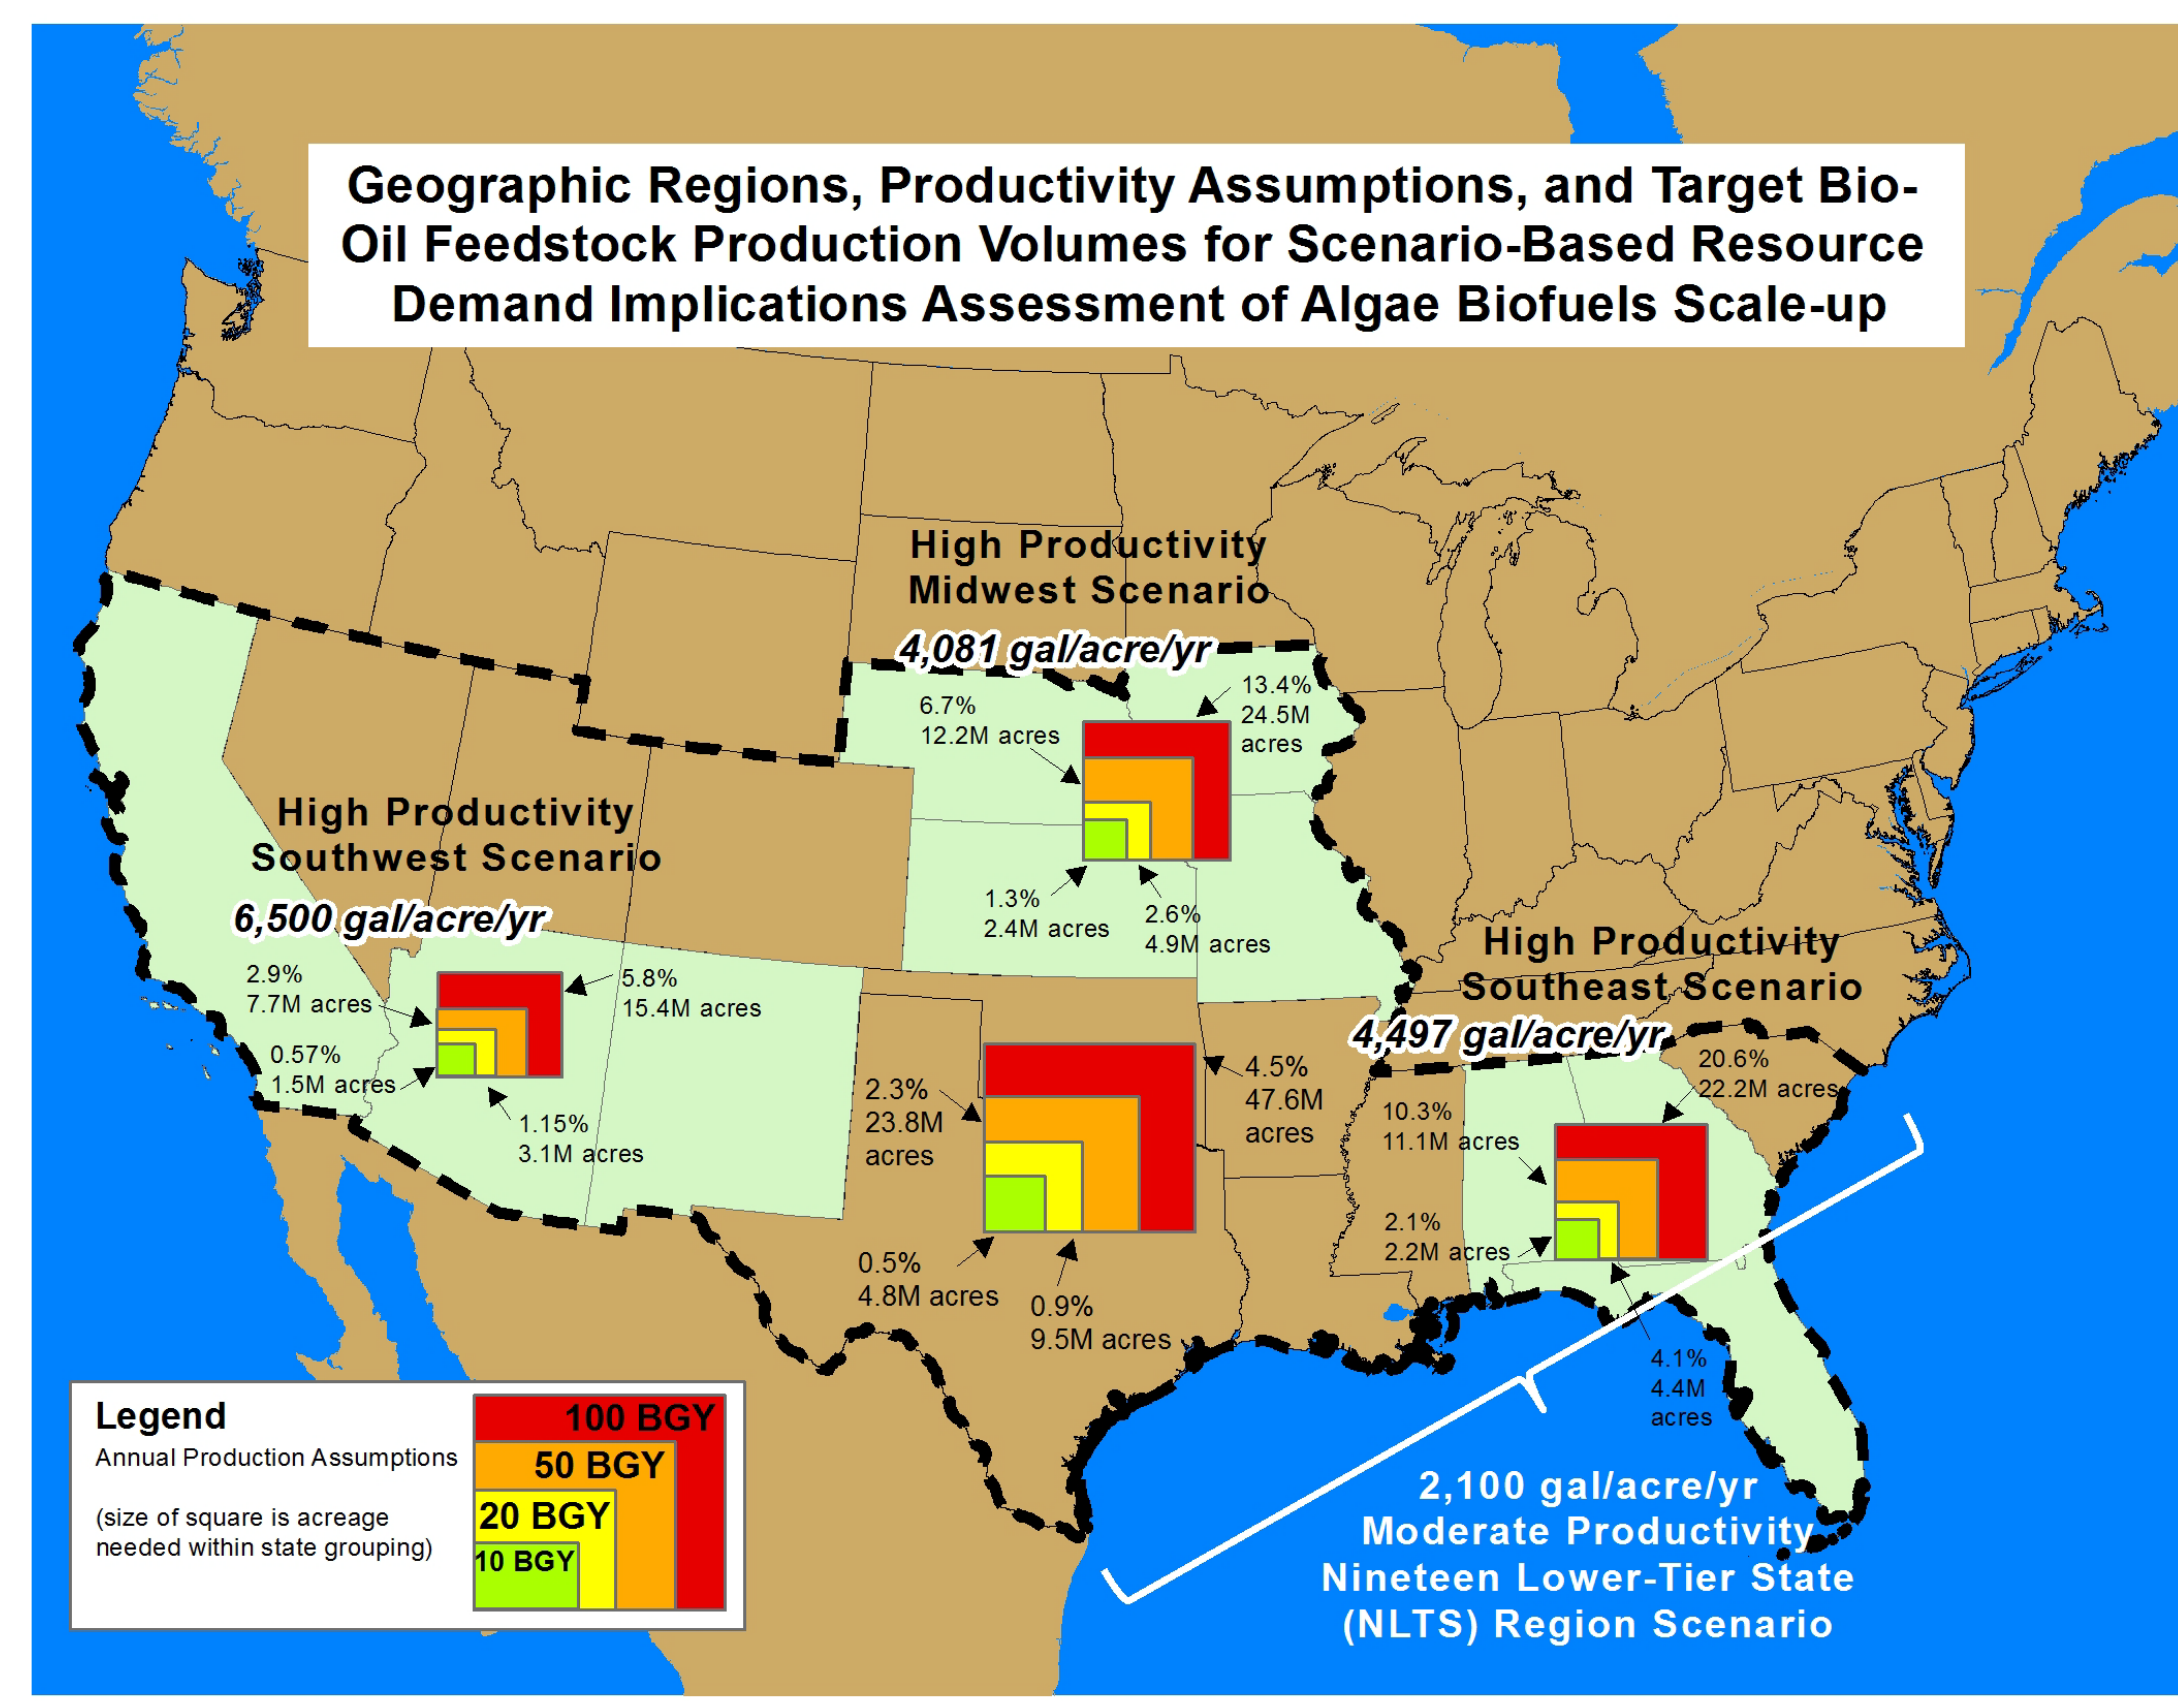 Geographic Regions, Productivity Assumptions, and Target Bio-
Oil Feedstock Production Volumes for Scenario-Based Resource
Demand Implications Assessment of Algae Biofuels Scale-up
High Productivity
Midwest Scenario
4,081 gal/acre/yr
6.7%
12.2M acres
13.4%
24.5M
acres
1.3%
2.4M acres
2.6%
4.9M acres
High Productivity
Southwest Scenario
6,500 gal/acre/yr
2.9%
7.7M acres
5.8%
15.4M acres
0.57%
1.5M acres
1.15%
3.1M acres
2.3%
23.8M
acres
4.5%
47.6M
acres
0.5%
4.8M acres
0.9%
9.5M acres
High Productivity
Southeast Scenario
4,497 gal/acre/yr
20.6%
22.2M acres
10.3%
11.1M acres
2.1%
2.2M acres
4.1%
4.4M
acres
2,100 gal/acre/yr
Moderate Productivity
Nineteen Lower-Tier State
(NLTS) Region Scenario
Legend
Annual Production Assumptions
(size of square is acreage
needed within state grouping)
100 BGY
50 BGY
20 BGY
10 BGY